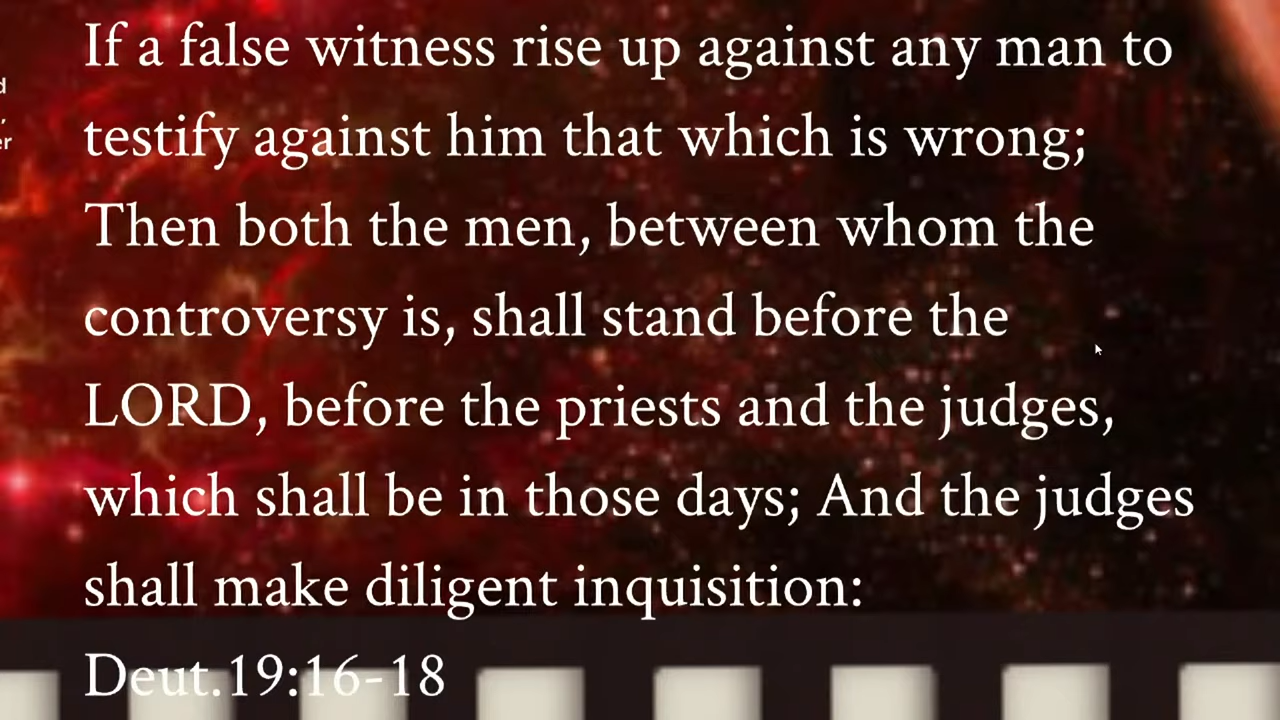 If a false witness rise up against any man to
testify against him that which is wrong;
Then both the men, between whom the
controversy is, shall stand before the
LORD, before the priests and the judges,
which shall be in those days; And the judges
shall make diligent inquisition:
Deut.19:16-18